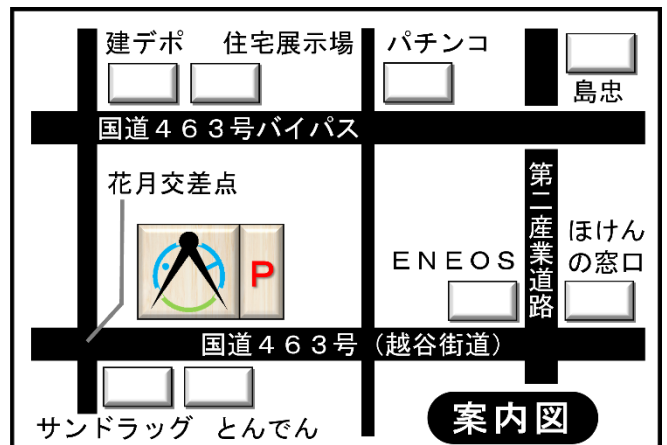 建デポ
住宅展示場
パチンコ
島忠
国道４６３号バイパス
花月交差点
P
ＥＮＥＯＳ
第二産業道路
ほけん
の窓口
国道４６３号（越谷街道）
サンドラッグ
とんでん
案内図